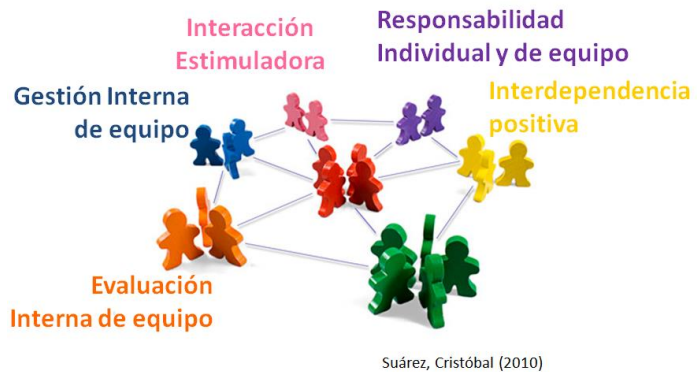 Interacción
Estimuladora
Responsabilidad
Individual y de equipo
Gestión Interna
de equipo
Interdependencia
positiva
Evaluación
Interna de equipo
Suárez, Cristóbal (2010)